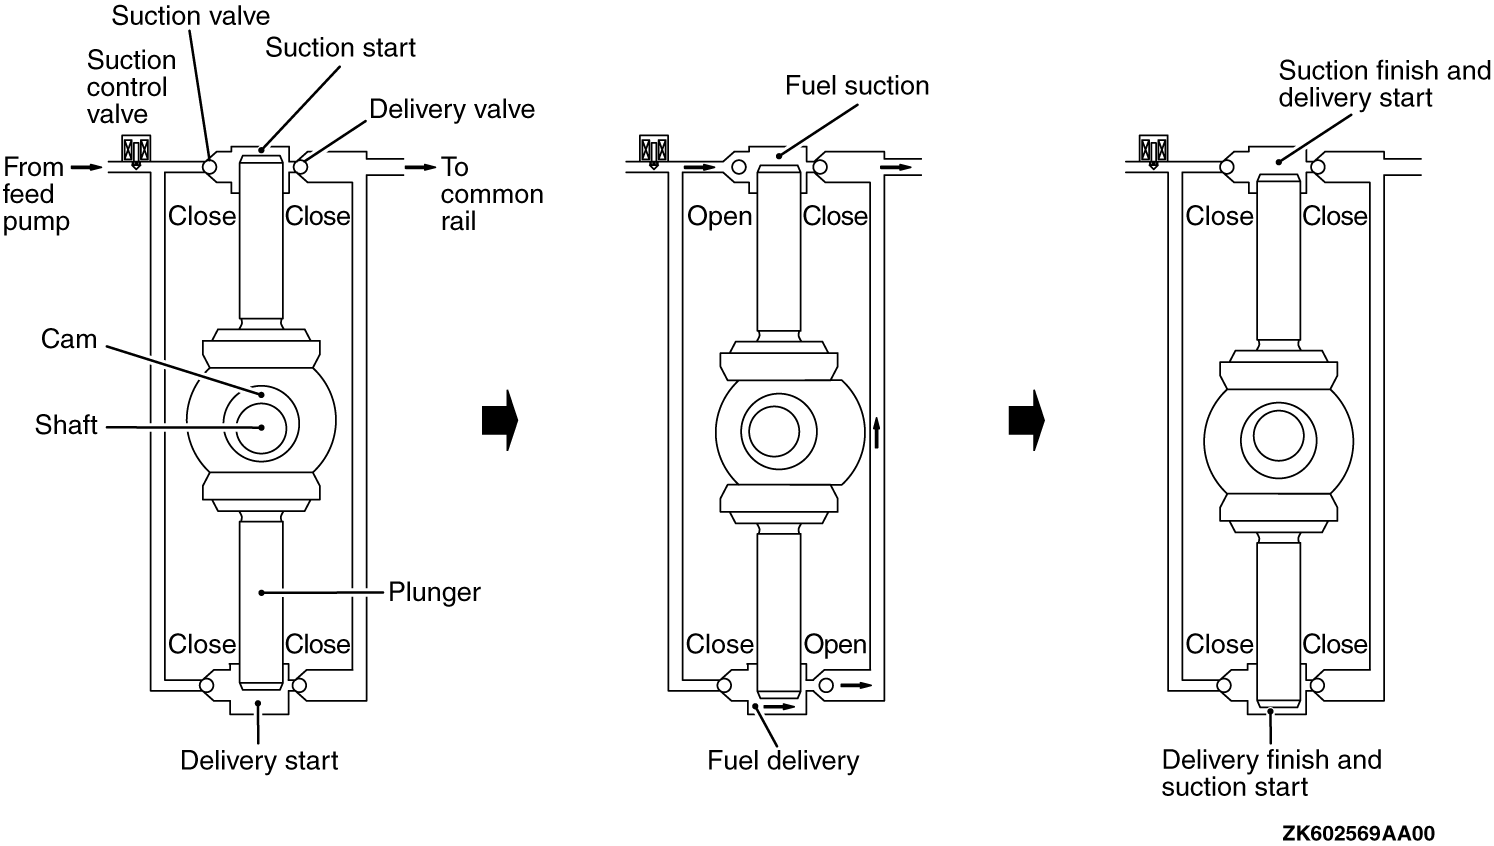 Suction valve
Suction start
Suction
control
valve
Delivery valve
From
feed
pump
To
common
rail
Close
Close
Cam
Shaft
Plunger
Close
Close
Delivery start
Fuel suction
Open
Close
Close
Open
Fuel delivery
Suction finish and
delivery start
Close
Close
Close
Close
Delivery finish and
suction start
ZK602569AA00